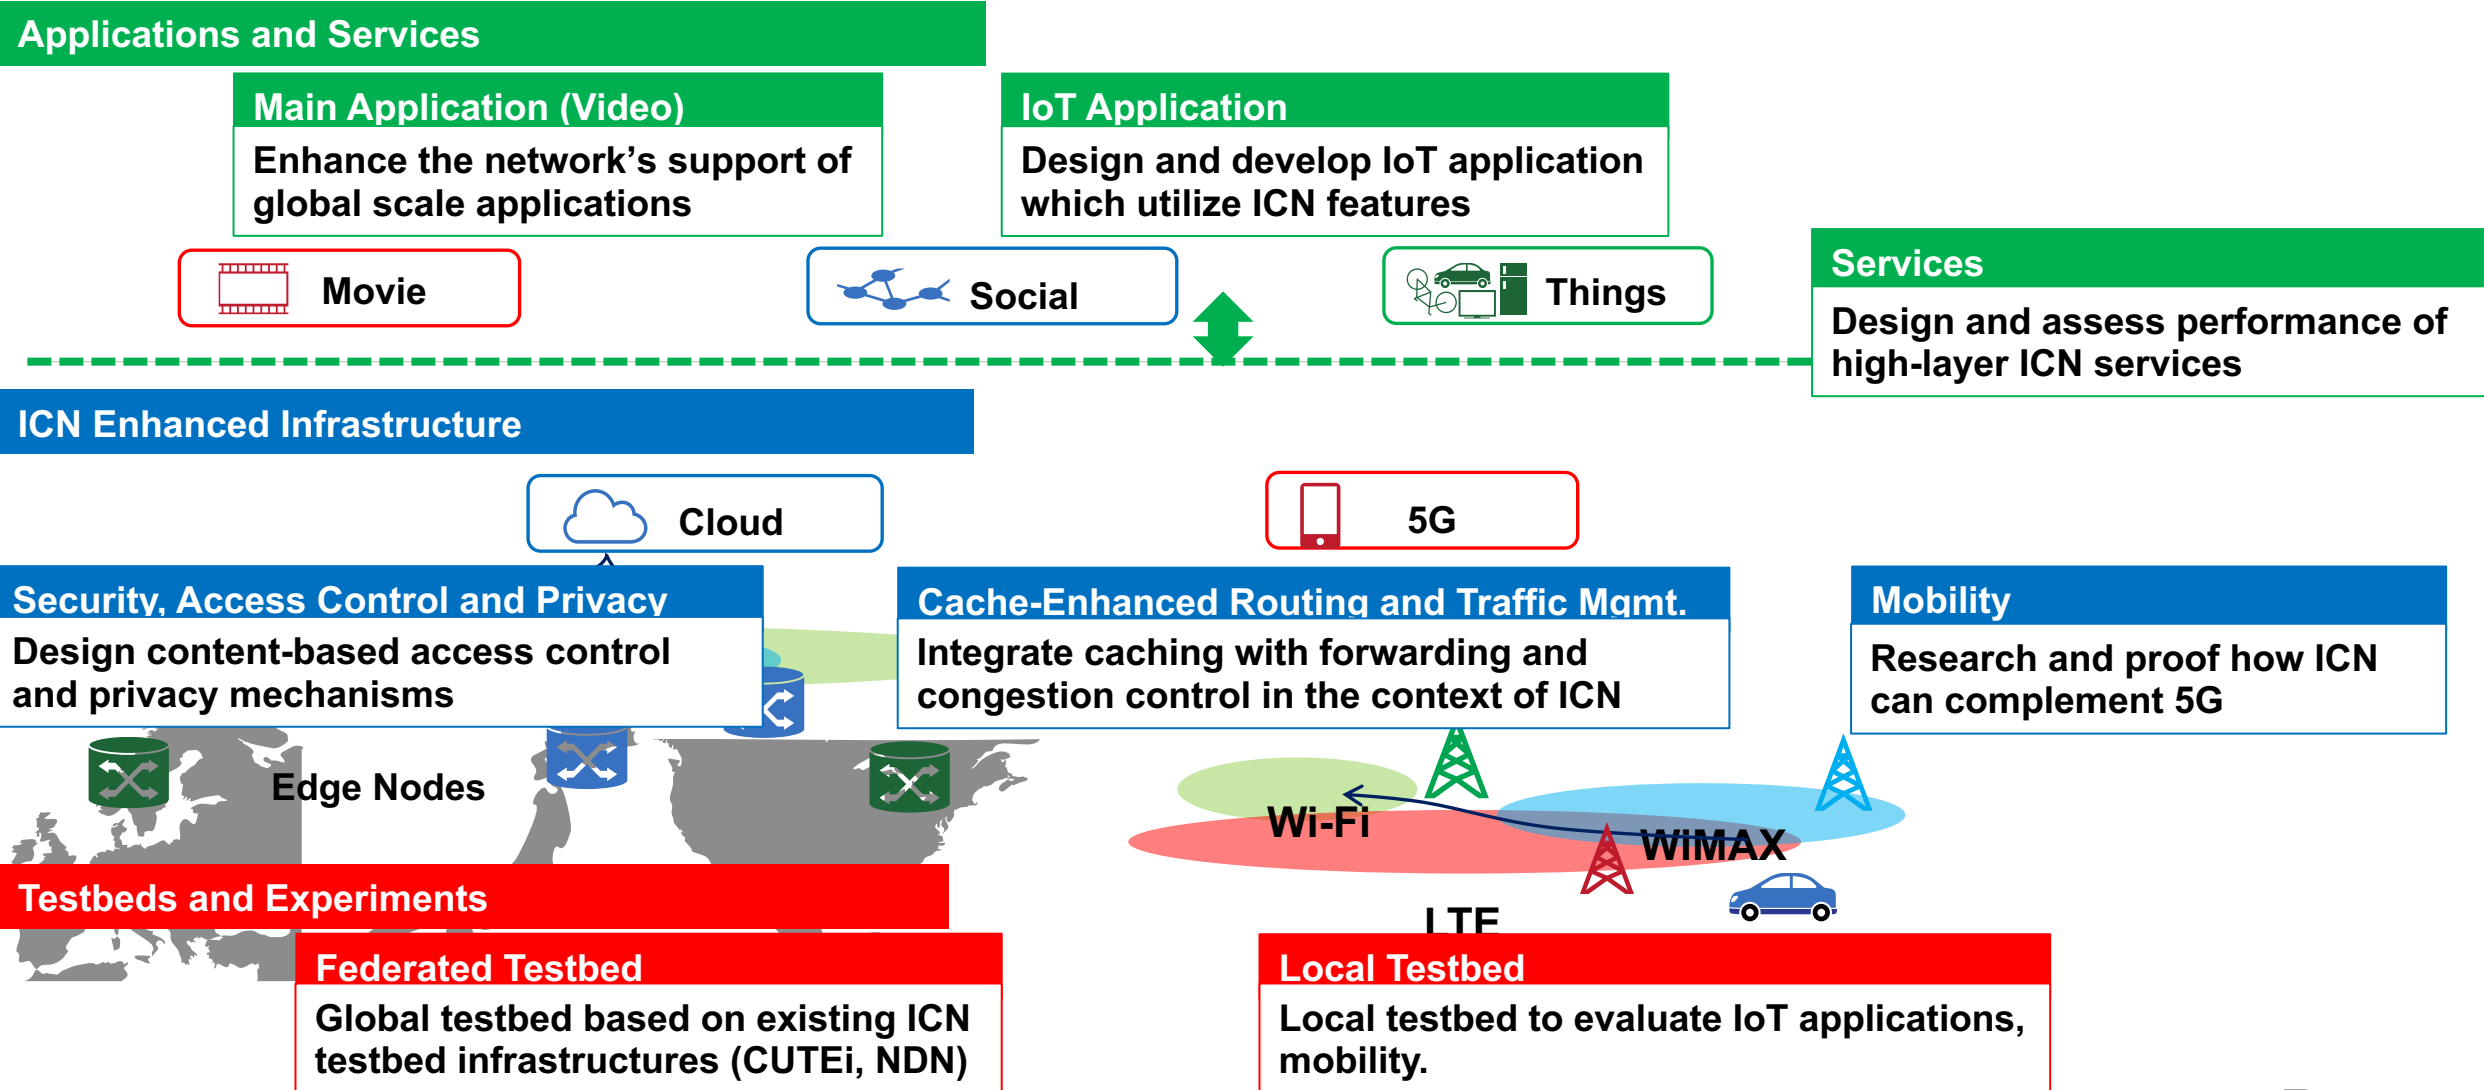 Applications and Services
Main Application (Video)
Enhance the network’s support of
global scale applications
IoT Application
Design and develop IoT application
which utilize ICN features
Movie
Social
Things
Services
Design and assess performance of
high-layer ICN services
ICN Enhanced Infrastructure
Cloud
5G
Security, Access Control and Privacy
Design content-based access control
and privacy mechanisms
Cache-Enhanced Routing and Traffic Mgmt.
Integrate caching with forwarding and
congestion control in the context of ICN
Mobility
Research and proof how ICN
can complement 5G
Edge Nodes
Wi-Fi
WiMAX
LTE
Testbeds and Experiments
Federated Testbed
Global testbed based on existing ICN
testbed infrastructures (CUTEi, NDN)
Local Testbed
Local testbed to evaluate IoT applications,
mobility.